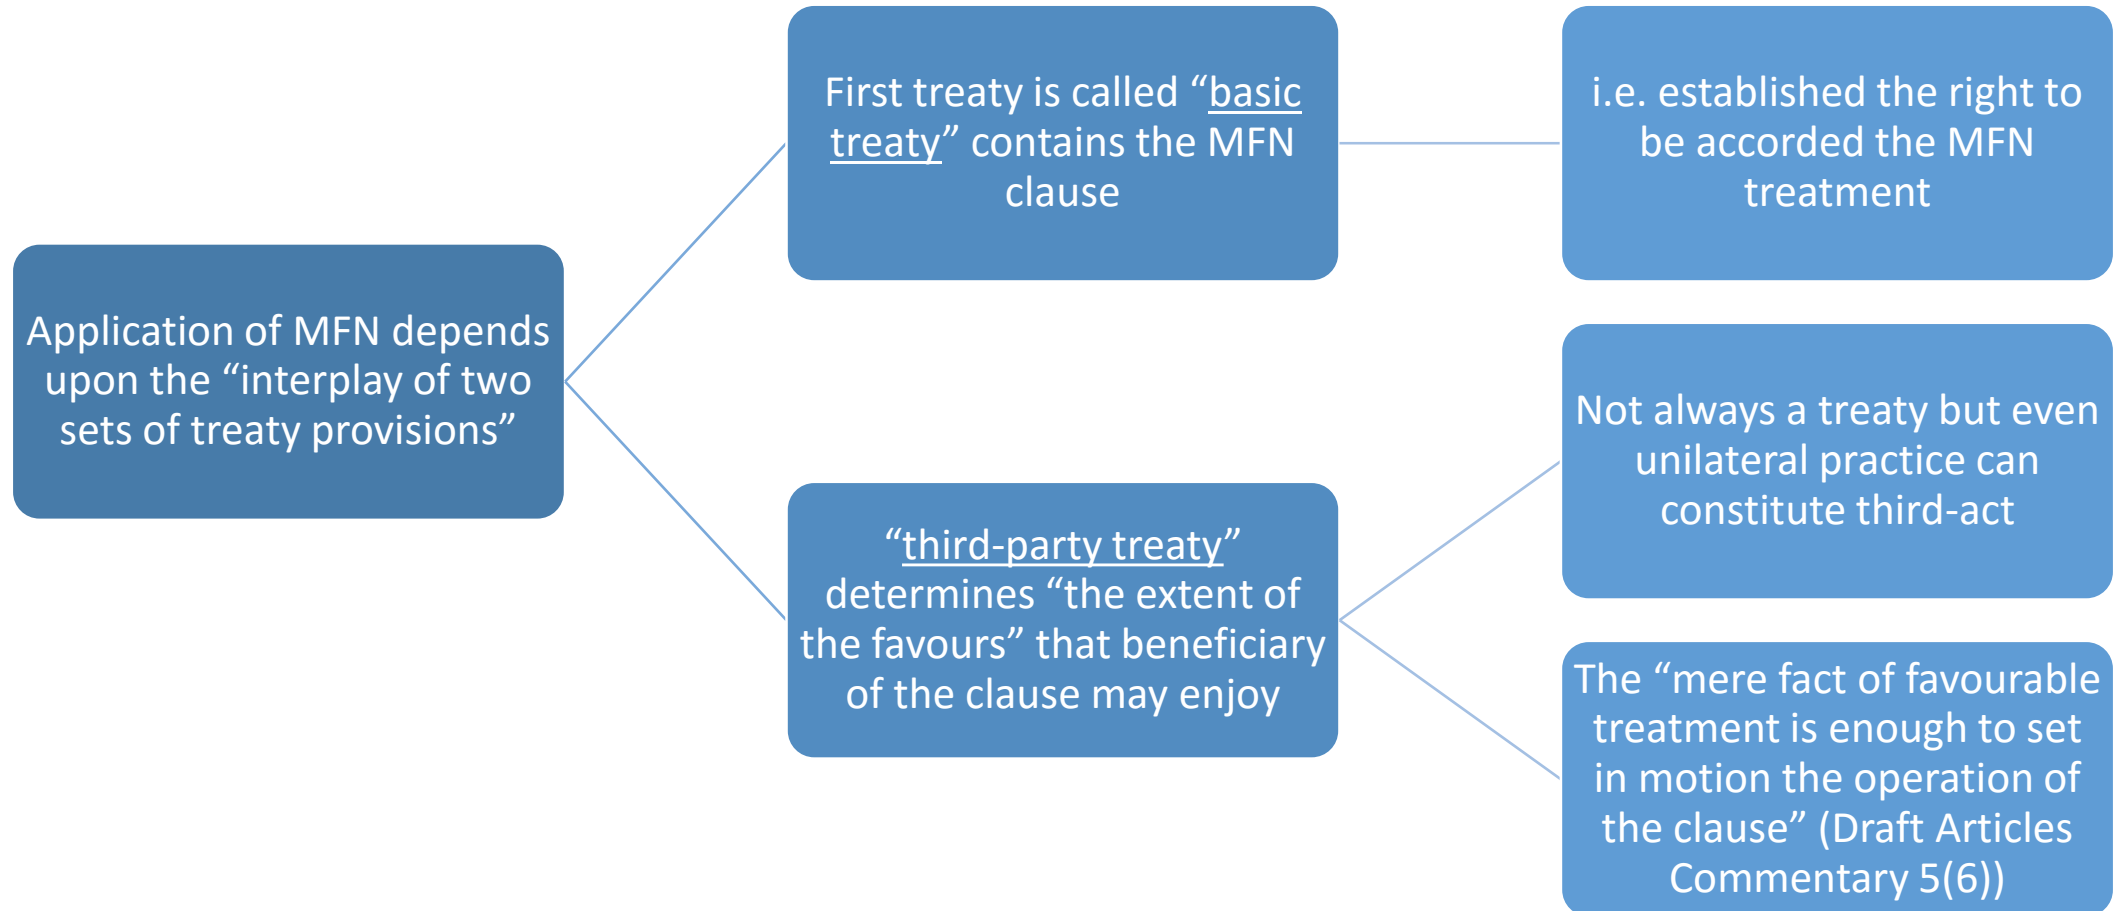 Application of MFN depends
upon the “interplay of two
sets of treaty provisions”
First treaty is called “basic
treaty” contains the MFN
clause
i.e. established the right to
be accorded the MFN
treatment
“third-party treaty”
determines “the extent of
the favours” that beneficiary
of the clause may enjoy
Not always a treaty but even
unilateral practice can
constitute third-act
The “mere fact of favourable
treatment is enough to set
in motion the operation of
the clause” (Draft Articles
Commentary 5(6))